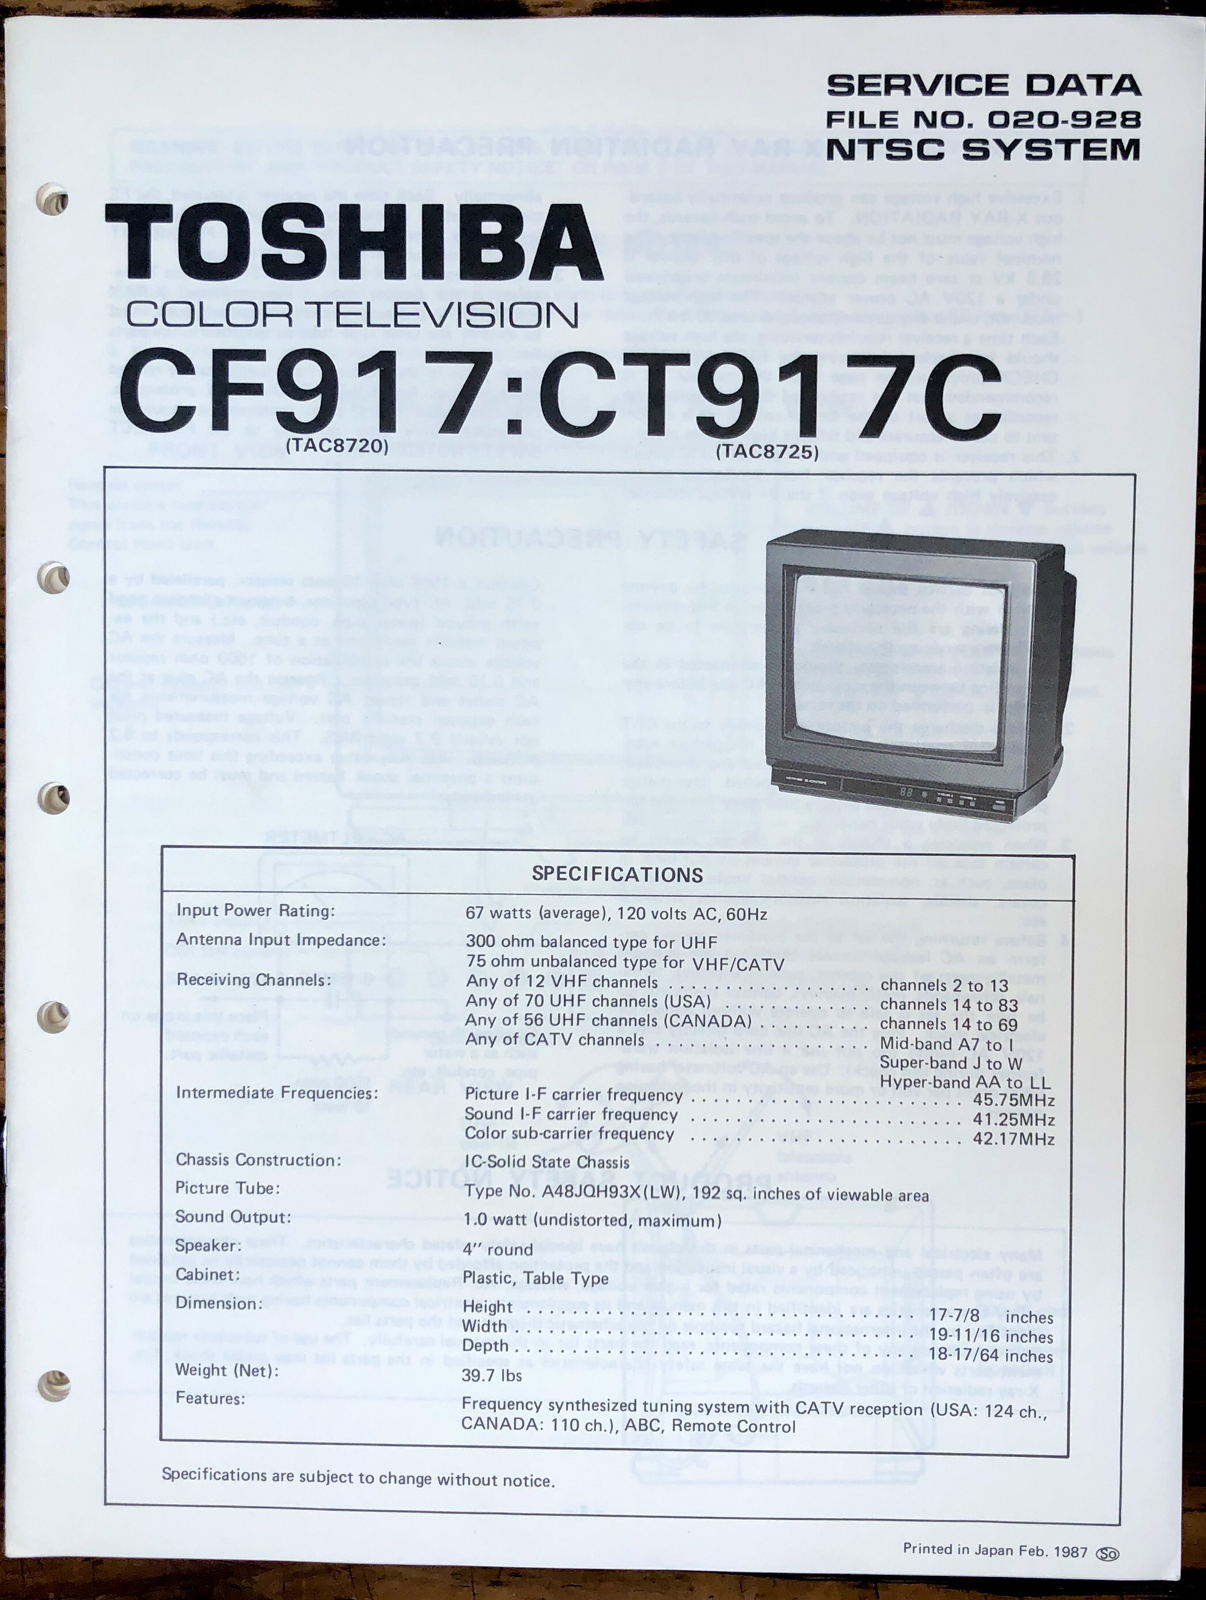 SERVICE DATA
FILE NO. 020-928
NTSC SYSTEM
TOSHIBA
COLOR TELEVISION
CF917:CT917C
(TAC8720) (TAC8725)
SPECIFICATIONS
Input Power Rating: 67 watts (average), 120 volts AC, 60Hz
Antenna Input Impedance: 300 ohm balanced type for UHF
75 ohm unbalanced type for VHF/CATV
Receiving Channels: Any of 12 VHF channels . . . . . . . . . . . . . . . . . . channels 2 to 13
Any of 70 UHF channels (USA) . . . . . . . . . . . . . channels 14 to 83
Any of 56 UHF channels (CANADA) . . . . . . . . . . channels 14 to 69
Any of CATV channels . . . . . . . . . . . . . . . . . . . Mid-band A7 to I
Super-band J to W
Hyper-band AA to LL
Intermediate Frequencies: Picture I-F carrier frequency . . . . . . . . . . . . . . . . . . . . . . . . 45.75MHz
Sound I-F carrier frequency . . . . . . . . . . . . . . . . . . . . . . . . 41.25MHz
Color sub-carrier frequency . . . . . . . . . . . . . . . . . . . . . . . . 42.17MHz
Chassis Construction: IC-Solid State Chassis
Picture Tube: Type No. A48JQH93X(LW), 192 sq. inches of viewable area
Sound Output: 1.0 watt (undistorted, maximum)
Speaker: 4" round
Cabinet: Plastic, Table Type
Dimension: Height . . . . . . . . . . . . . . . . . . . . . . . . . . . . . . . . . . . 17-7/8 inches
Width . . . . . . . . . . . . . . . . . . . . . . . . . . . . . . . . . . . . 19-11/16 inches
Depth . . . . . . . . . . . . . . . . . . . . . . . . . . . . . . . . . . . . 18-17/64 inches
Weight (Net): 39.7 lbs
Features: Frequency synthesized tuning system with CATV reception (USA: 124 ch.,
CANADA: 110 ch.), ABC, Remote Control
Specifications are subject to change without notice.
Printed in Japan Feb. 1987 So